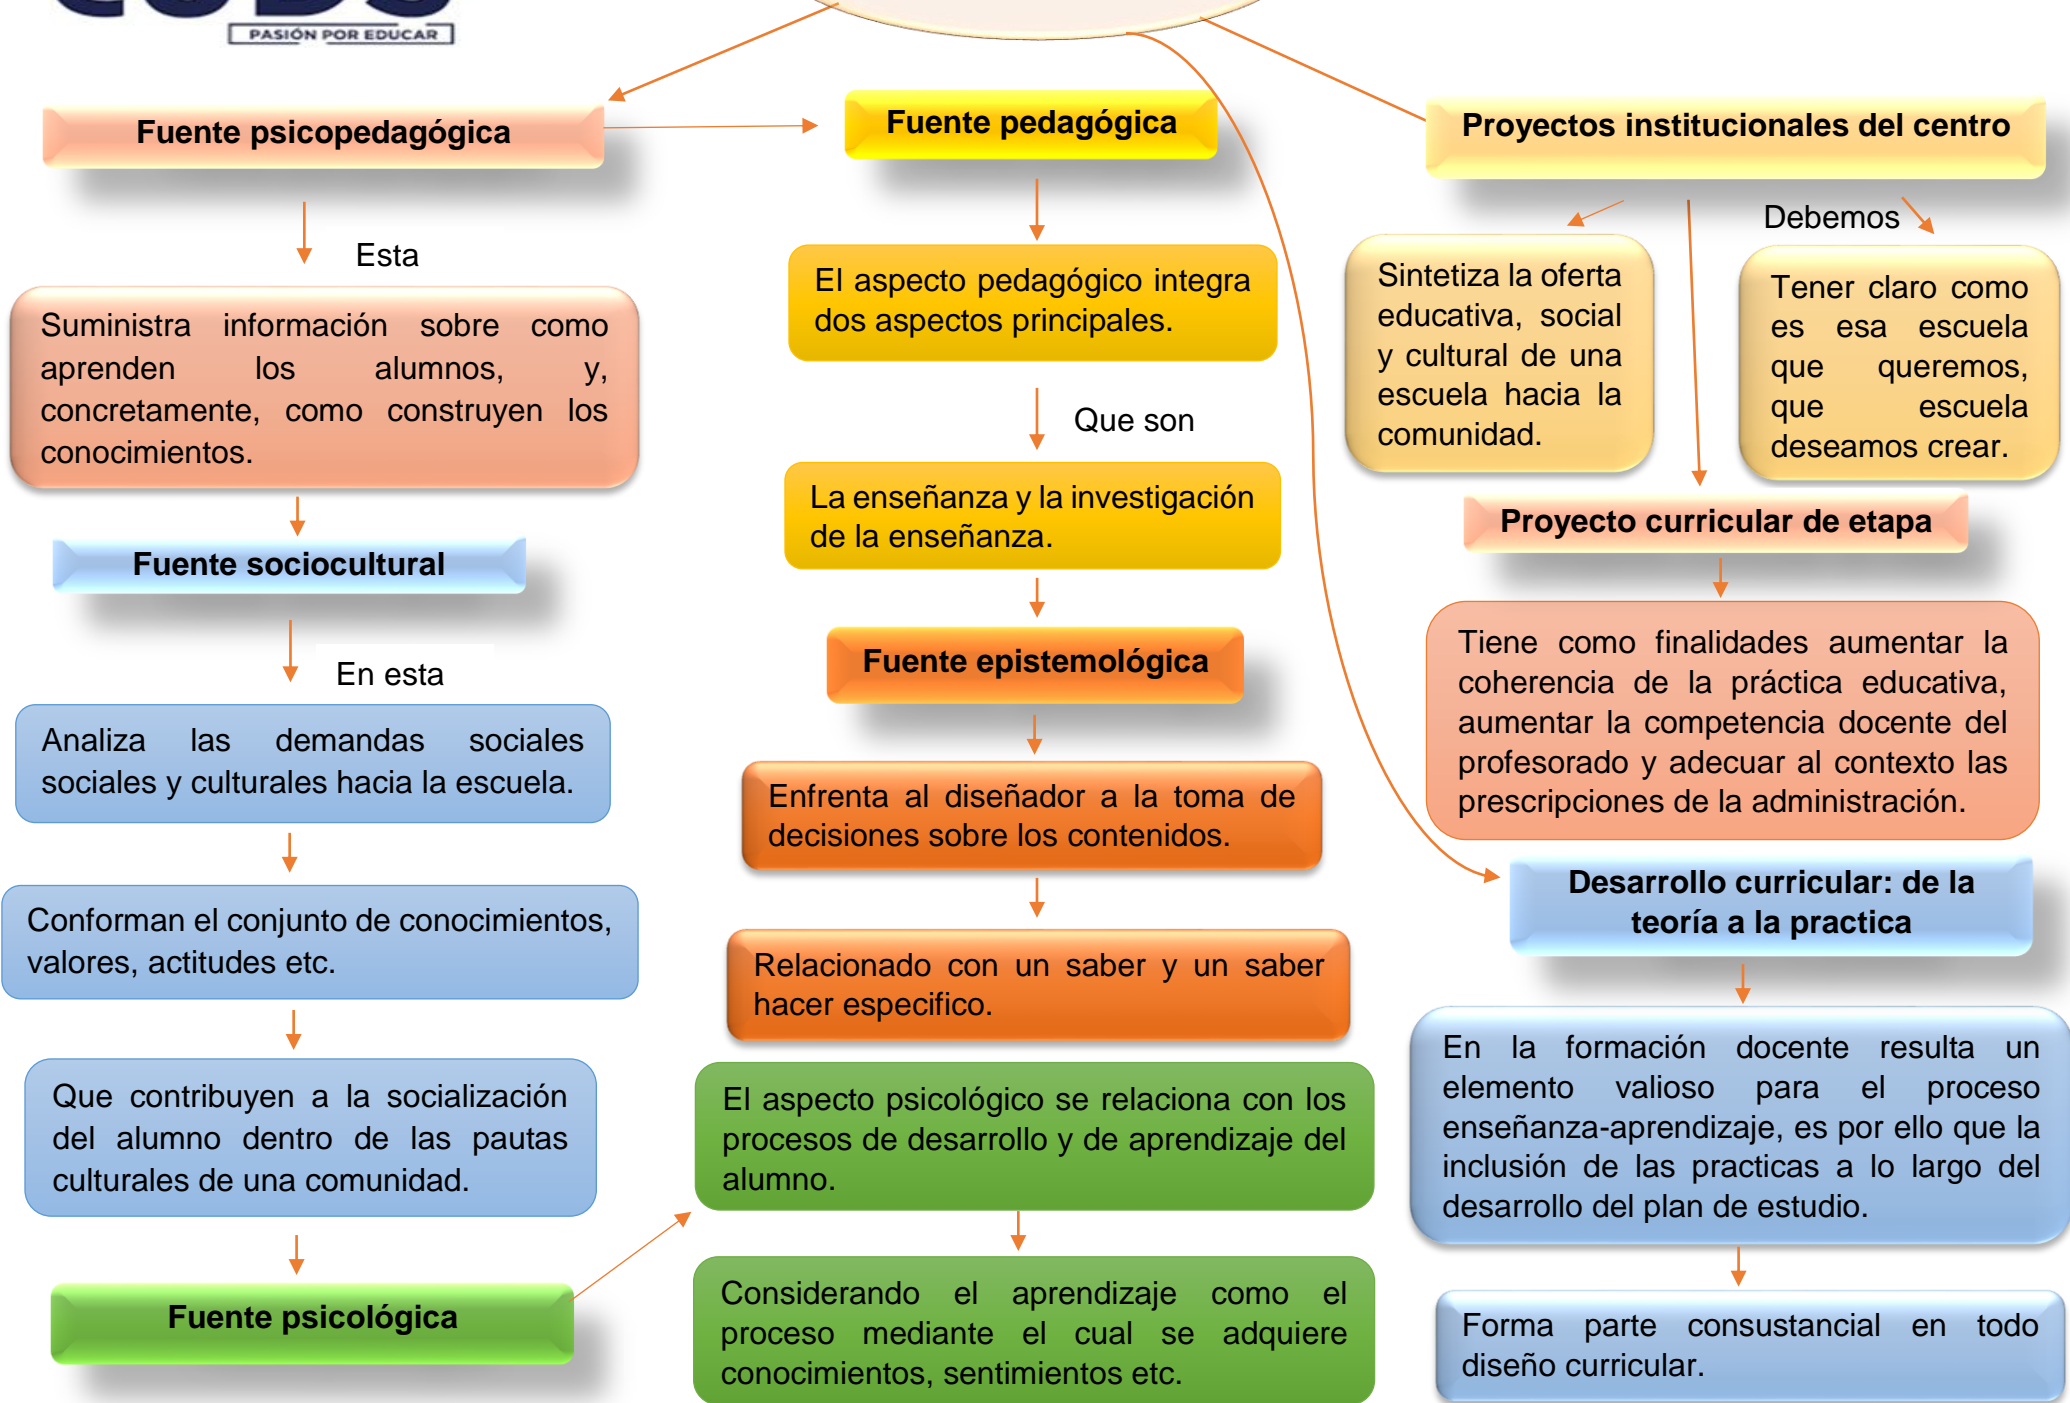 PASIÓN POR EDUCAR
Fuente psicopedagógica
Esta
Suministra información sobre como
aprenden los alumnos, y,
concretamente, como construyen los
conocimientos.
Fuente sociocultural
En esta
Analiza las demandas sociales
sociales y culturales hacia la escuela.
Conforman el conjunto de conocimientos,
valores, actitudes etc.
Que contribuyen a la socialización
del alumno dentro de las pautas
culturales de una comunidad.
Fuente psicológica
Fuente pedagógica
El aspecto pedagógico integra
dos aspectos principales.
Que son
La enseñanza y la investigación
de la enseñanza.
Fuente epistemológica
Enfrenta al diseñador a la toma de
decisiones sobre los contenidos.
Relacionado con un saber y un saber
hacer especifico.
El aspecto psicológico se relaciona con los
procesos de desarrollo y de aprendizaje del
alumno.
Considerando el aprendizaje como el
proceso mediante el cual se adquiere
conocimientos, sentimientos etc.
Proyectos institucionales del centro
Debemos
Sintetiza la oferta
educativa, social
y cultural de una
escuela hacia la
comunidad.
Tener claro como
es esa escuela
que queremos,
que escuela
deseamos crear.
Proyecto curricular de etapa
Tiene como finalidades aumentar la
coherencia de la práctica educativa,
aumentar la competencia docente del
profesorado y adecuar al contexto las
prescripciones de la administración.
Desarrollo curricular: de la
teoría a la practica
En la formación docente resulta un
elemento valioso para el proceso
enseñanza-aprendizaje, es por ello que la
inclusión de las practicas a lo largo del
desarrollo del plan de estudio.
Forma parte consustancial en todo
diseño curricular.